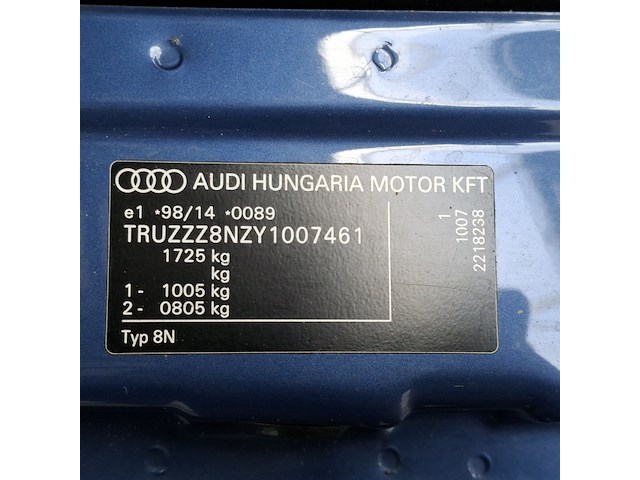 AUDI HUNGARIA MOTOR KFT
e1 *98/14 *0089
TRUZZZ8NZY1007461
1725 kg
kg
1- 1005 kg
2- 0805 kg
Typ 8N
1
1007
2218238